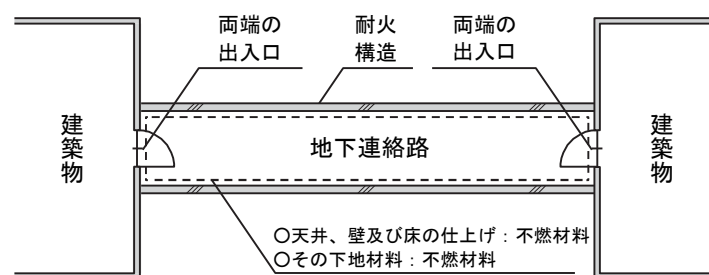 両端の
出入口
耐火
構造
両端の
出入口
建築物
地下連絡路
建築物
○天井、壁及び床の仕上げ：不燃材料
○その下地材料：不燃材料